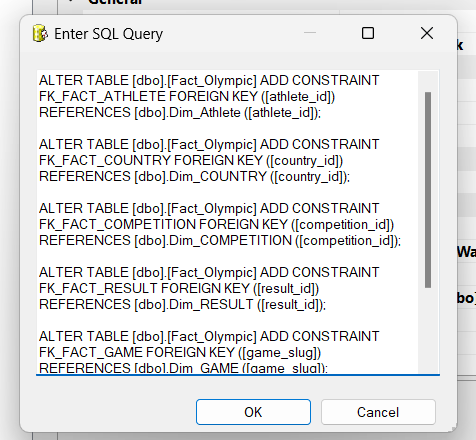 General
Enter SQL Query
ALTER TABLE [dbo].[Fact_Olympic] ADD CONSTRAINT
FK_FACT_ATHLETE FOREIGN KEY ([athlete_id])
REFERENCES [dbo].Dim_Athlete ([athlete_id]);
ALTER TABLE [dbo].[Fact_Olympic] ADD CONSTRAINT
FK_FACT_COUNTRY FOREIGN KEY ([country_id])
REFERENCES [dbo].Dim_COUNTRY ([country_id]);
ALTER TABLE [dbo].[Fact_Olympic] ADD CONSTRAINT
FK_FACT_COMPETITION FOREIGN KEY ([competition_id])
REFERENCES [dbo].Dim_COMPETITION ([competition_id]);
ALTER TABLE [dbo].[Fact_Olympic] ADD CONSTRAINT
FK_FACT_RESULT FOREIGN KEY ([result_id])
REFERENCES [dbo].Dim_RESULT ([result_id]);
ALTER TABLE [dbo].[Fact_Olympic] ADD CONSTRAINT
FK_FACT_GAME FOREIGN KEY ([game_slug])
REFERENCES [dbo].Dim_GAME ([game_slug]);
OK
Cancel